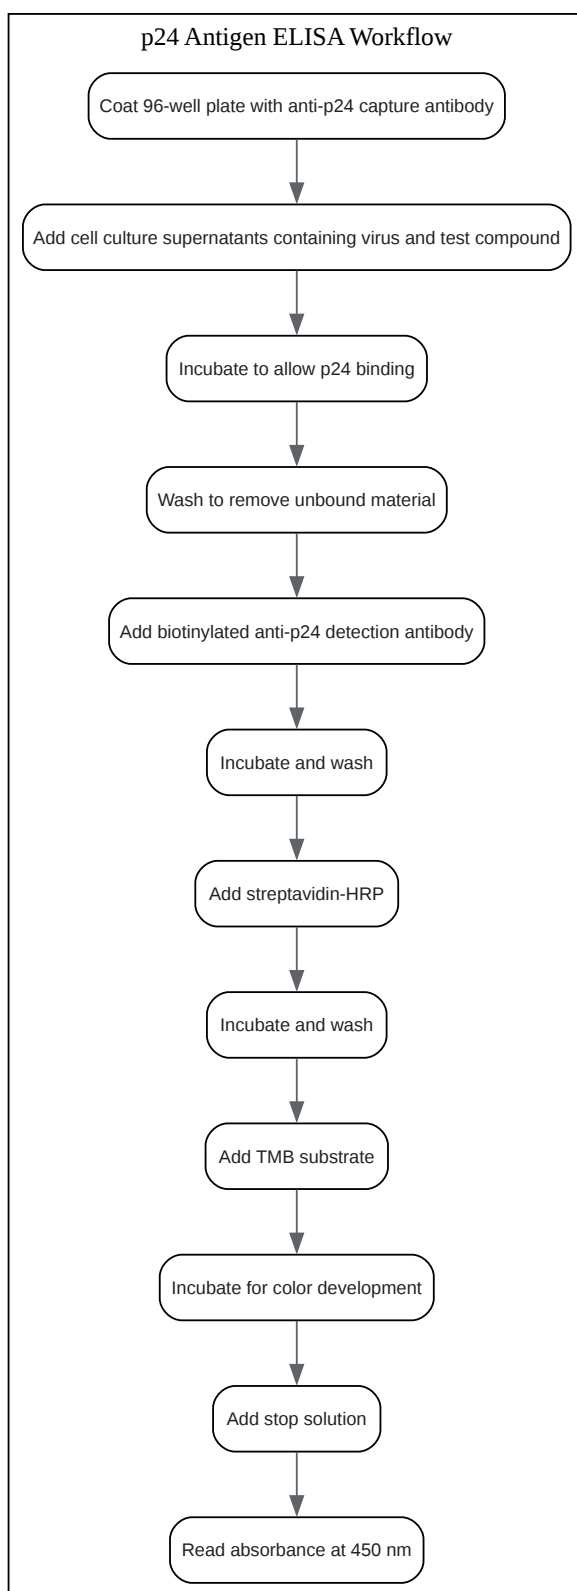 p24 Antigen ELISA Workflow
Coat 96-well plate with anti-p24 capture antibody
Add cell culture supernatants containing virus and test compound
Incubate to allow p24 binding
Wash to remove unbound material
Add biotinylated anti-p24 detection antibody
Incubate and wash
Add streptavidin-HRP
Incubate and wash
Add TMB substrate
Incubate for color development
Add stop solution
Read absorbance at 450 nm